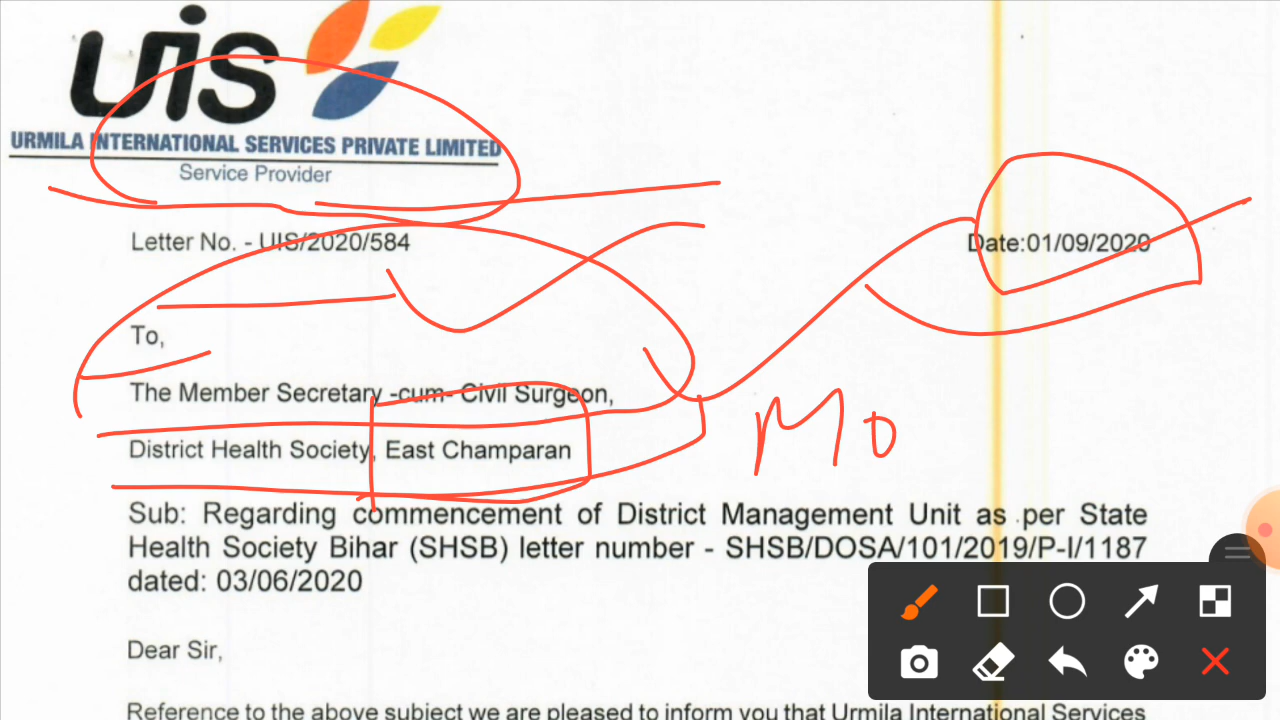 uis
URMILA INTERNATIONAL SERVICES PRIVATE LIMITED
Service Provider
Letter No. - UIS/2020/584
Date:01/09/2020
To,
The Member Secretary -cum- Civil Surgeon,
District Health Society, East Champaran
Mo
Sub: Regarding commencement of District Management Unit as per State
Health Society Bihar (SHSB) letter number - SHSB/DOSA/101/2019/P-I/1187
dated: 03/06/2020
Dear Sir,
Reference to the above subject we are pleased to inform you that Urmila International Services